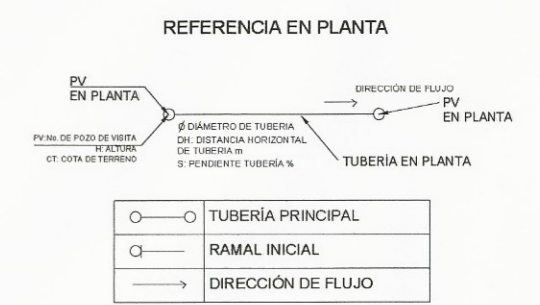 REFERENCIA EN PLANTA
PV
EN PLANTA
DIRECCIÓN DE FLUJO
PV
EN PLANTA
PV:No. DE POZO DE VISITA
H: ALTURA
CT: COTA DE TERRENO
Ø DIÁMETRO DE TUBERIA
DH: DISTANCIA HORIZONTAL
DE TUBERIA m
S: PENDIENTE TUBERÍA %
TUBERÍA EN PLANTA
TUBERÍA PRINCIPAL
RAMAL INICIAL
DIRECCIÓN DE FLUJO